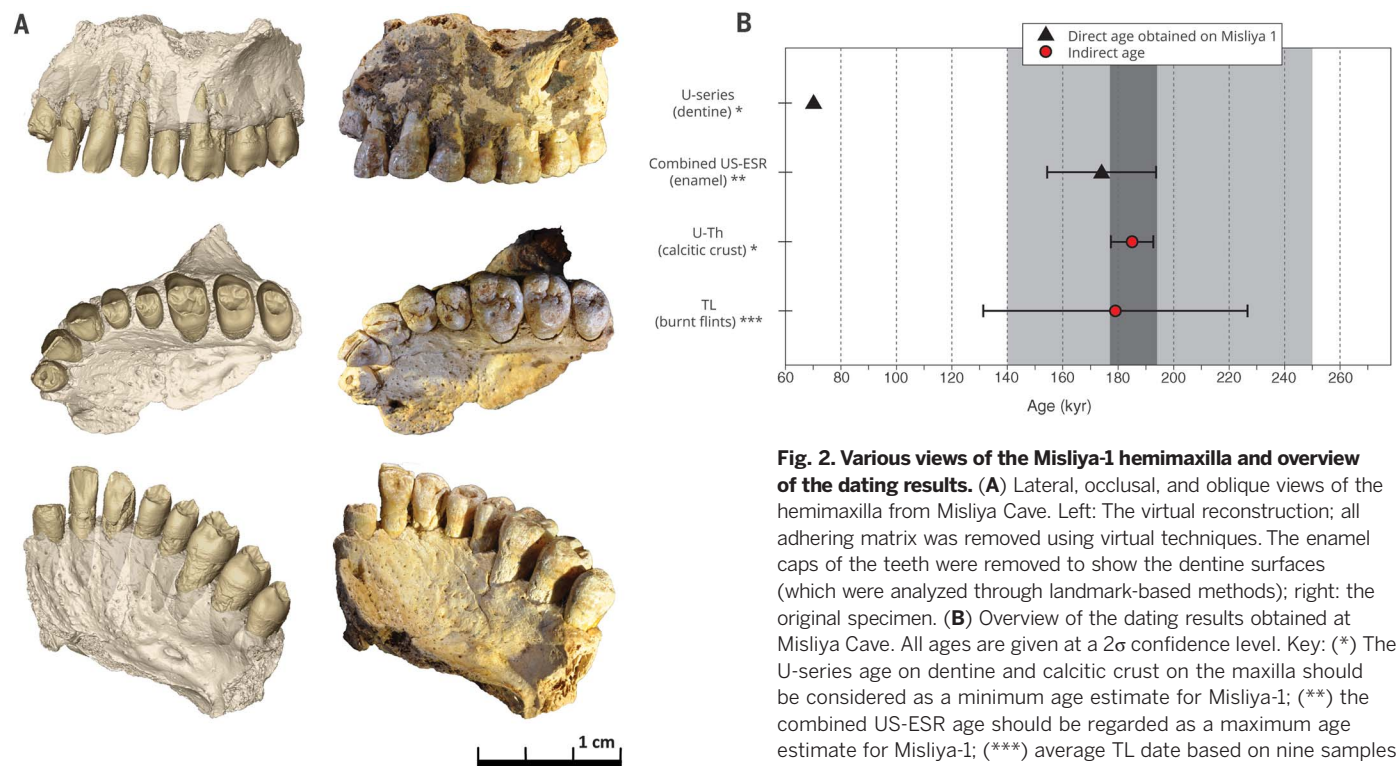 A
1 cm
B
Direct age obtained on Misliya 1
Indirect age
U-series
(dentine) *
Combined US-ESR
(enamel) **
U-Th
(calcitic crust) *
TL
(burnt flints) ***
60 80 100 120 140 160 180 200 220 240 260
Age (kyr)
Fig. 2. Various views of the Misliya-1 hemimaxilla and overview
of the dating results. (A) Lateral, occlusal, and oblique views of the
hemimaxilla from Misliya Cave. Left: The virtual reconstruction; all
adhering matrix was removed using virtual techniques. The enamel
caps of the teeth were removed to show the dentine surfaces
(which were analyzed through landmark-based methods); right: the
original specimen. (B) Overview of the dating results obtained at
Misliya Cave. All ages are given at a 2σ confidence level. Key: (*) The
U-series age on dentine and calcitic crust on the maxilla should
be considered as a minimum age estimate for Misliya-1; (**) the
combined US-ESR age should be regarded as a maximum age
estimate for Misliya-1; (***) average TL date based on nine samples